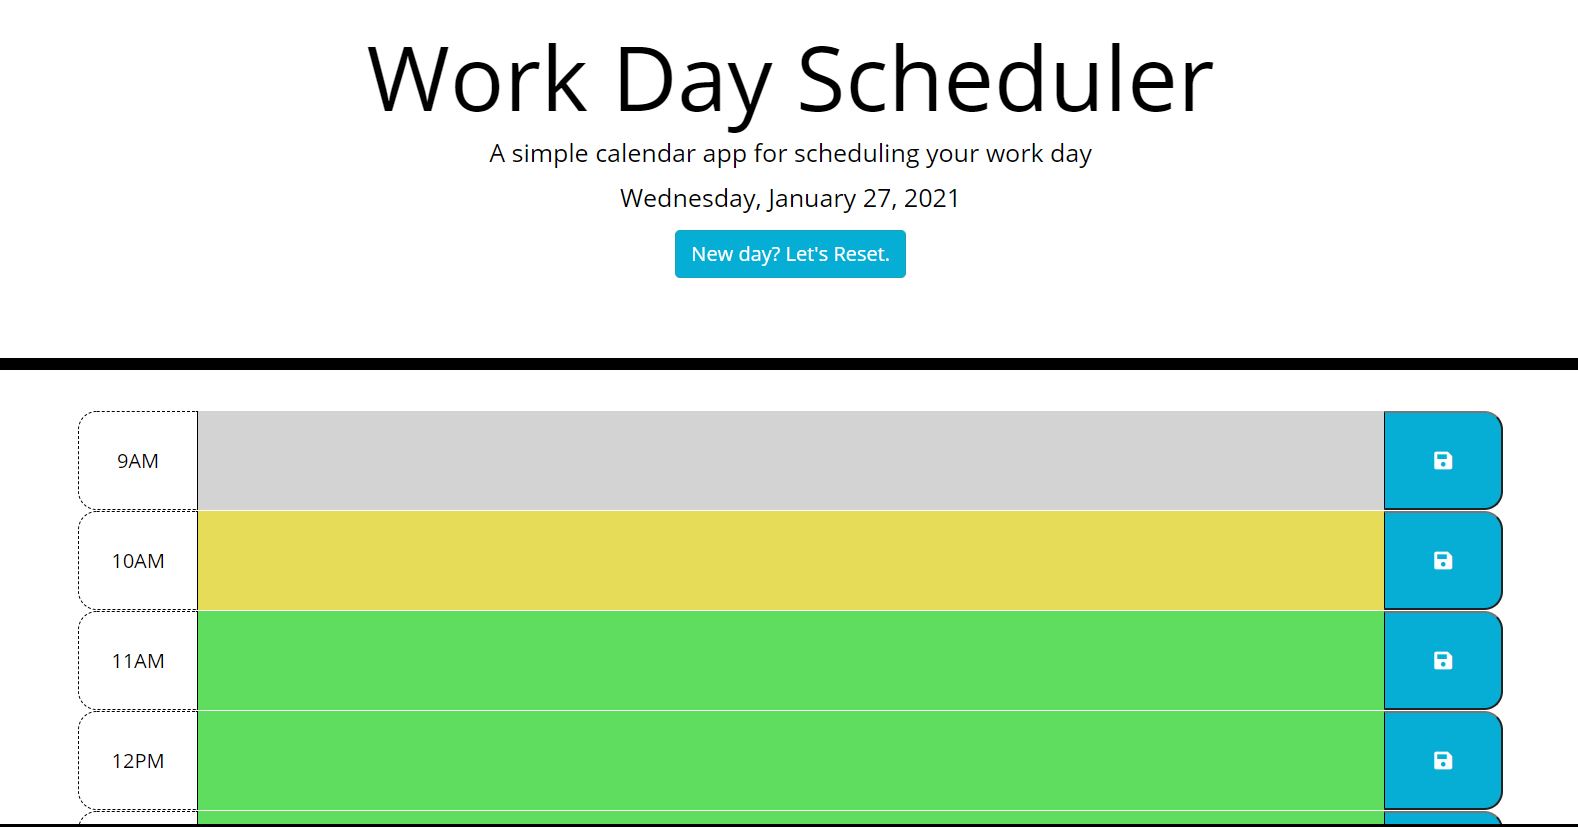 Work Day Scheduler
A simple calendar app for scheduling your work day
Wednesday, January 27, 2021
New day? Let's Reset.
9AM
10AM
11AM
12PM